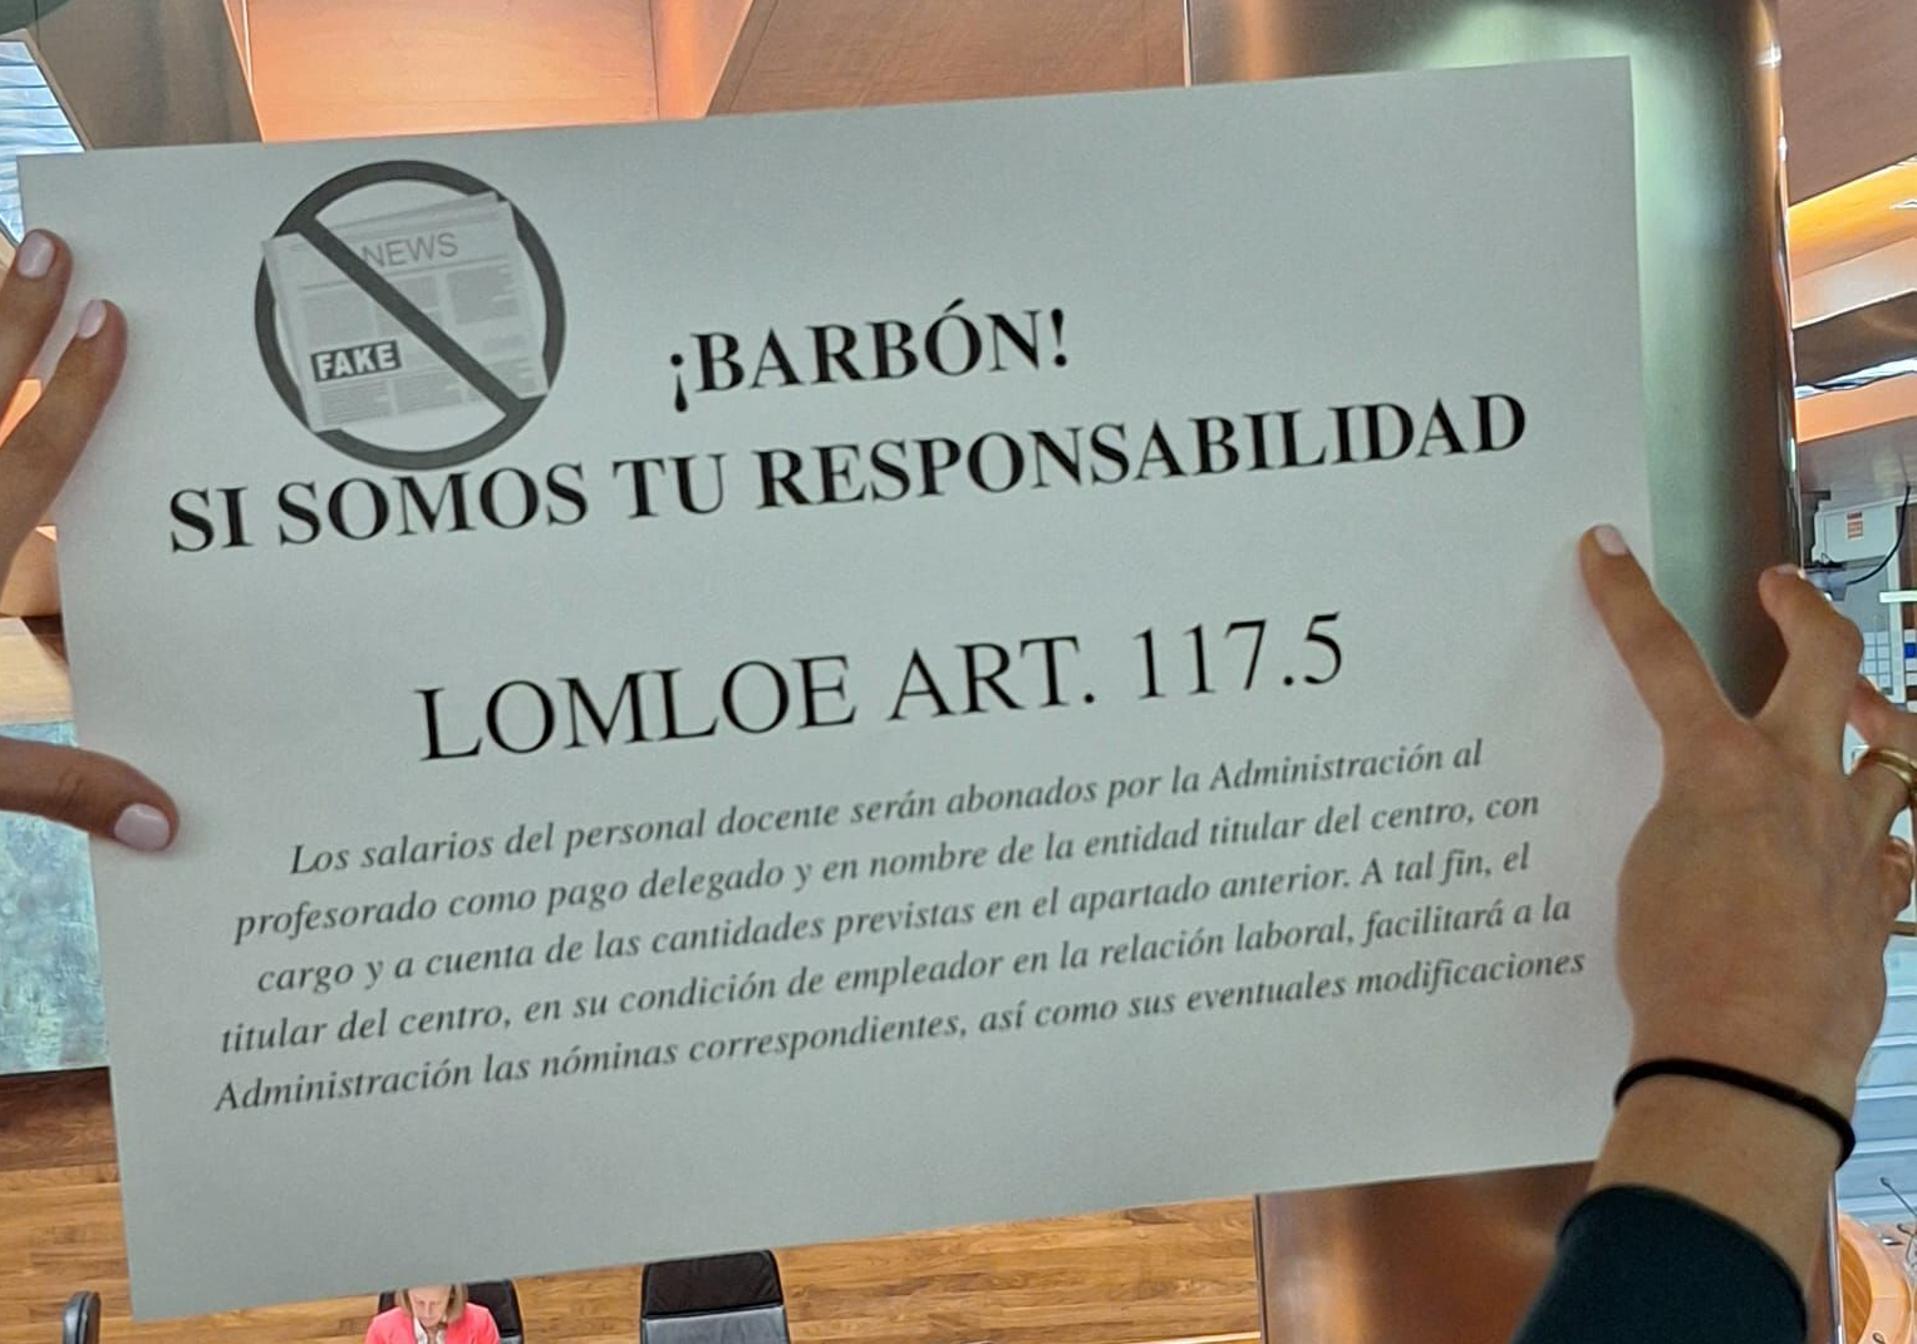 NEWS
FAKE
¡BARBÓN!
SI SOMOS TU RESPONSABILIDAD
LOMLOE ART. 117.5
Los salarios del personal docente serán abonados por la Administración al
profesorado como pago delegado y en nombre de la entidad titular del centro, con
cargo y a cuenta de las cantidades previstas en el apartado anterior. A tal fin, el
titular del centro, en su condición de empleador en la relación laboral, facilitará a la
Administración las nóminas correspondientes, así como sus eventuales modificaciones